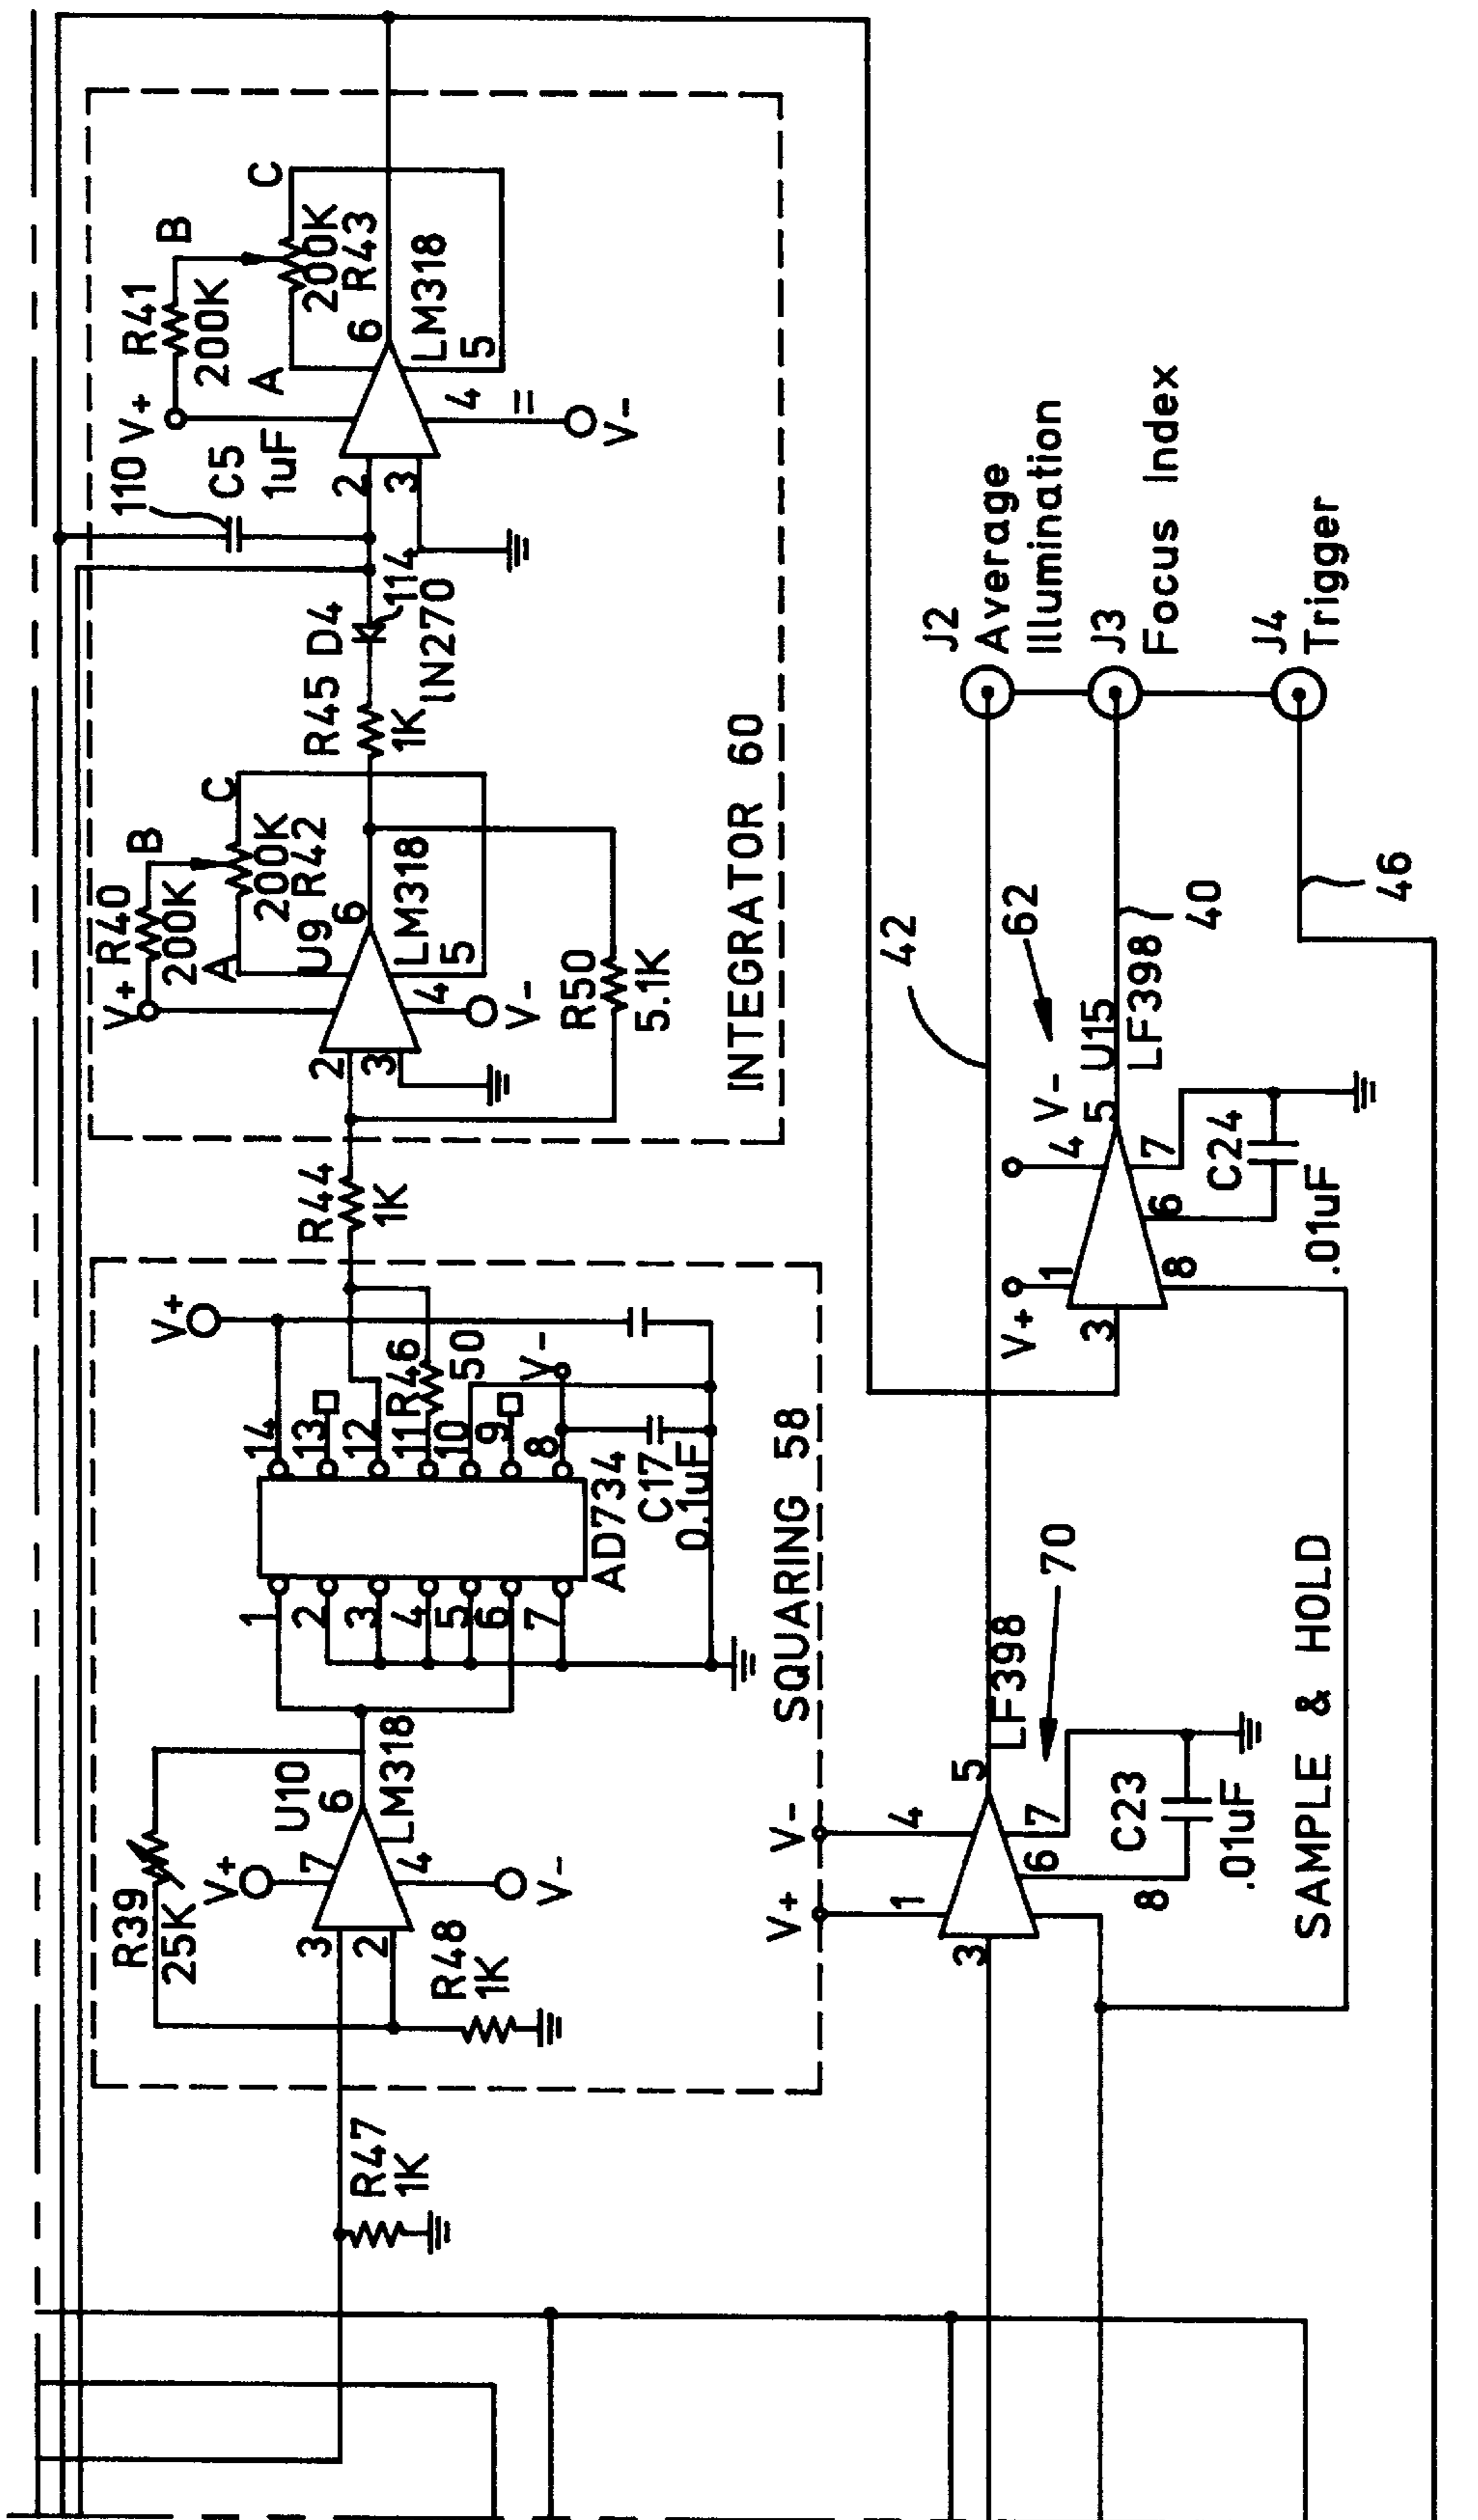 R47
1K
R39
25K
V+
7
3
2
R48
1K
U10
6
LM318
4
V-
SQUARING 58
1
2
3
4
5
6
7
AD734
14
13
12
11
10
9
8
V+
R46
50
V-
C17
0.1uF
R44
1K
V+
R40
200K
B
A
C
200K
R42
U9
6
2
3
LM318
5
4
V-
R50
5.1K
R45
1K
D4
114
1N270
INTEGRATOR 60
110
C5
1uF
V+
R41
200K
B
A
C
200K
R43
6
2
3
LM318
5
4
V-
V+
V-
1
4
3
5
LF398
70
6
7
8
C23
.01uF
SAMPLE & HOLD
V+
1
4
V-
3
5
U15
LF398
62
42
40
8
6
7
C24
.01uF
46
J2
Average
Illumination
J3
Focus Index
J4
Trigger